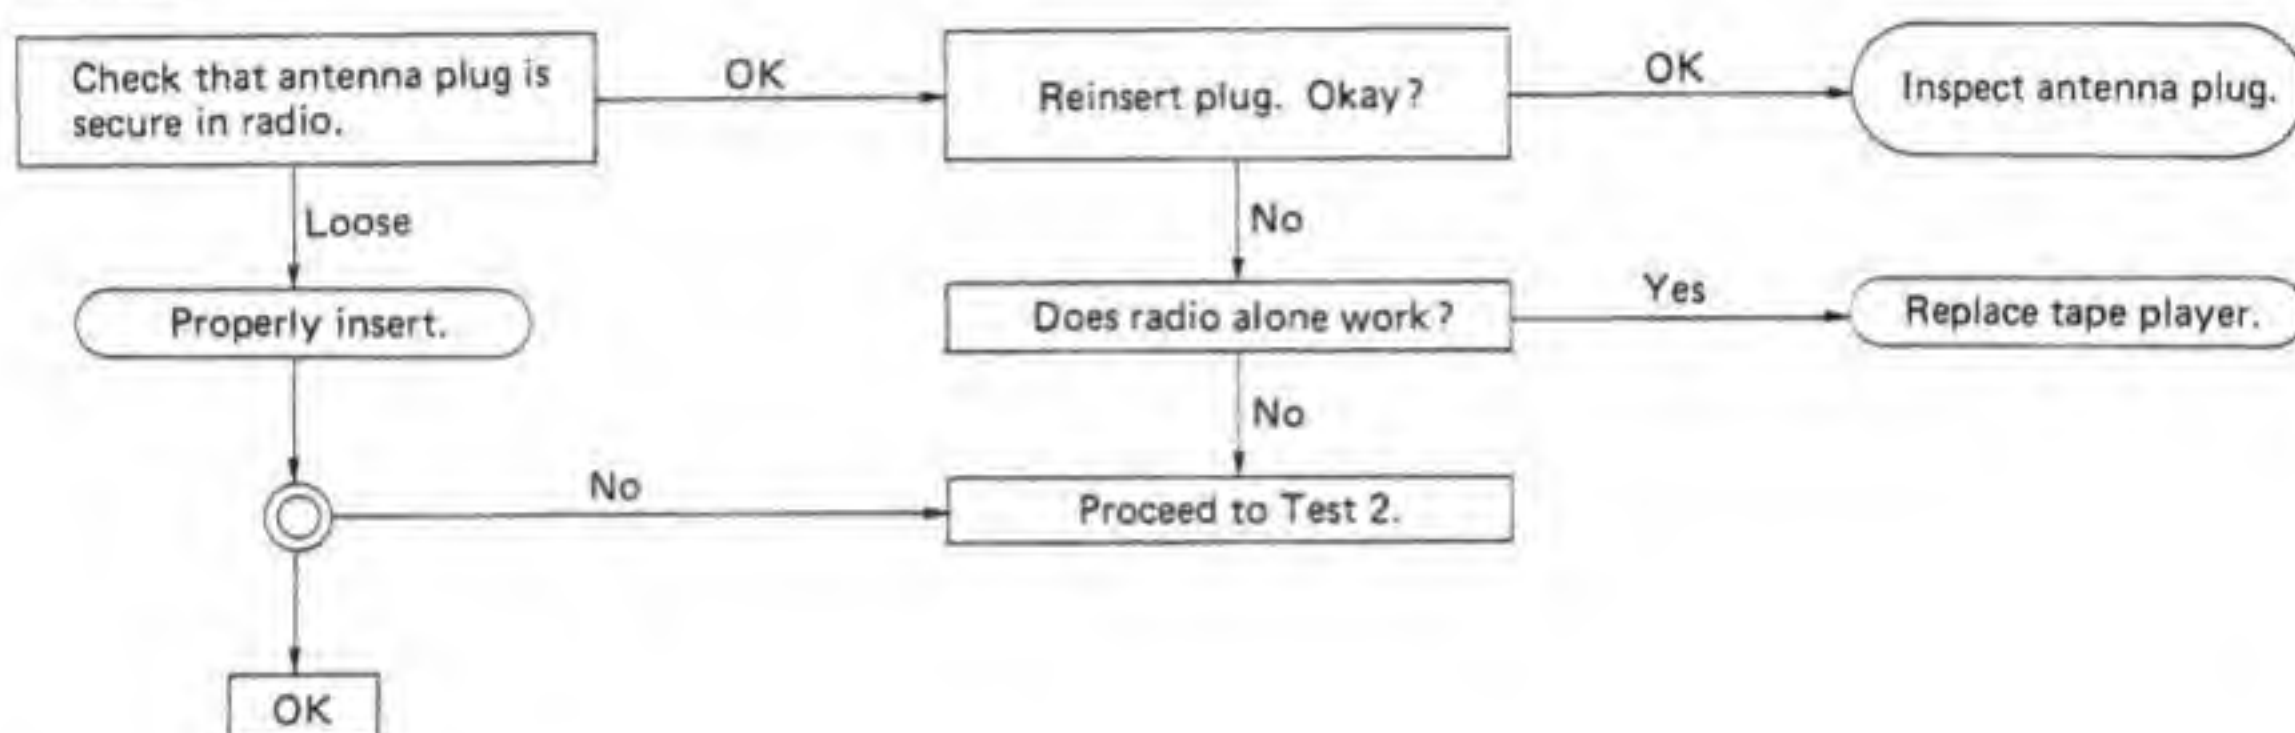 Check that antenna plug is
secure in radio.
OK
Reinsert plug. Okay?
OK
Inspect antenna plug.
Loose
No
Properly insert.
Does radio alone work?
Yes
Replace tape player.
No
No
Proceed to Test 2.
OK